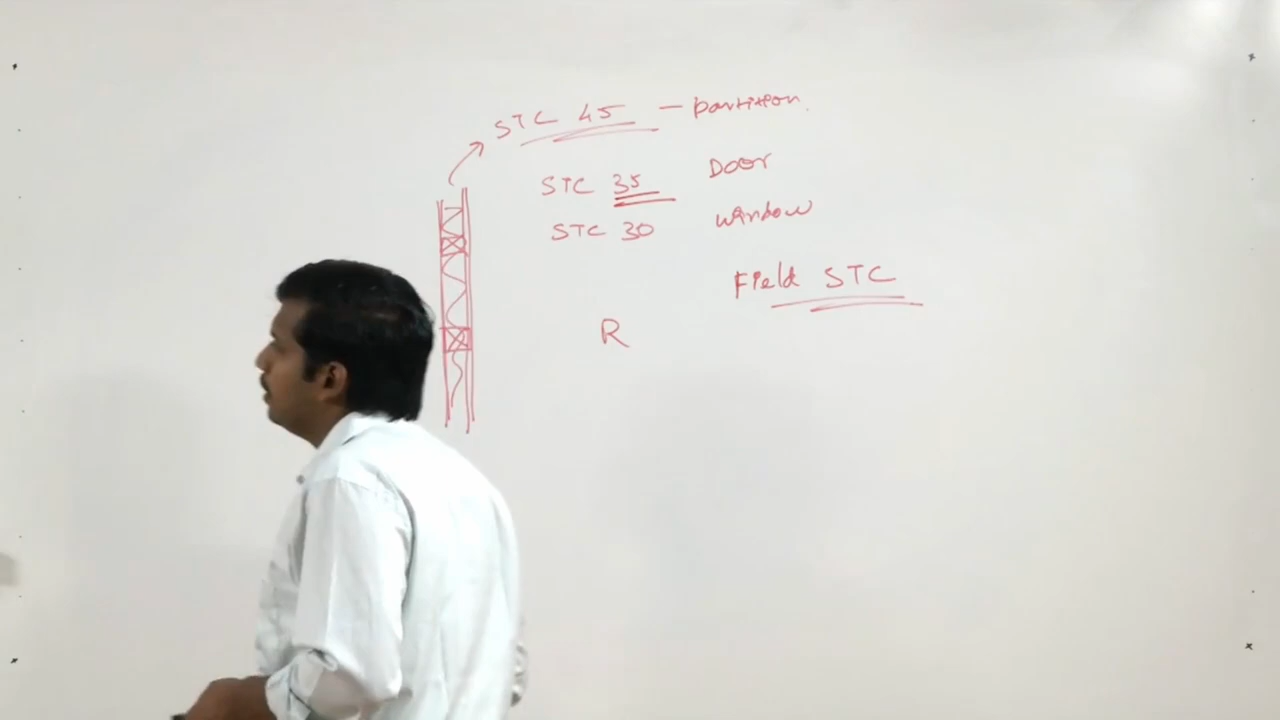 STC 45 - partition.
STC 35 Door
STC 30 window
Field STC
R